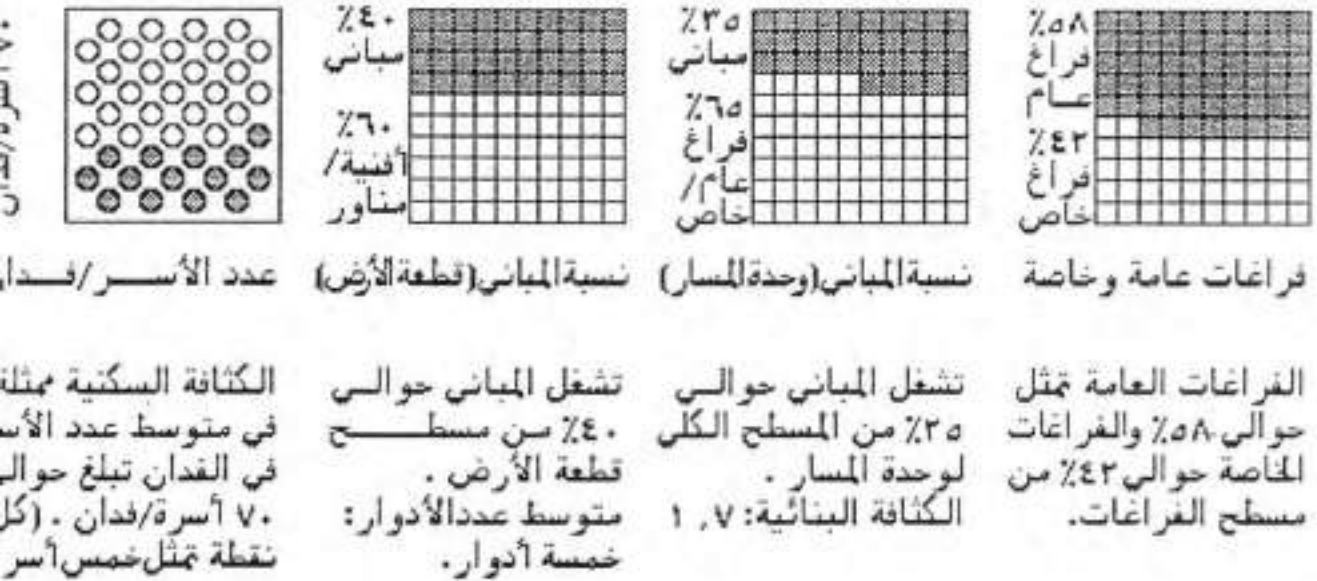 ٥٨٪
فراغ
عام
٤٢٪
فراغ
خاص
فراغات عامة وخاصة
الفراغات العامة تمثل
حوالي ٥٨٪ والفراغات
الخاصة حوالي ٤٢٪ من
مسطح الفراغات.
٣٥٪
مباني
٦٥٪
فراغ
عام/
خاص
نسبة المباني (وحدة المسار)
تشغل المباني حوالي
٣٥٪ من المسطح الكلي
لوحدة المسار .
الكثافة البنائية: ١,٧
٤٠٪
مباني
٦٠٪
أفنية/
مناور
نسبة المباني (قطعة الأرض)
تشغل المباني حوالي
٤٠٪ من مسطح
قطعة الأرض .
متوسط عدد الأدوار:
خمسة أدوار.
٧٠ أسرة/فدان
عدد الأسر/فدان
الكثافة السكنية ممثلة
في متوسط عدد
في الفدان تبلغ حوالي
٧٠ أسرة/فدان . (كل
نقطة تمثل خمس أسر